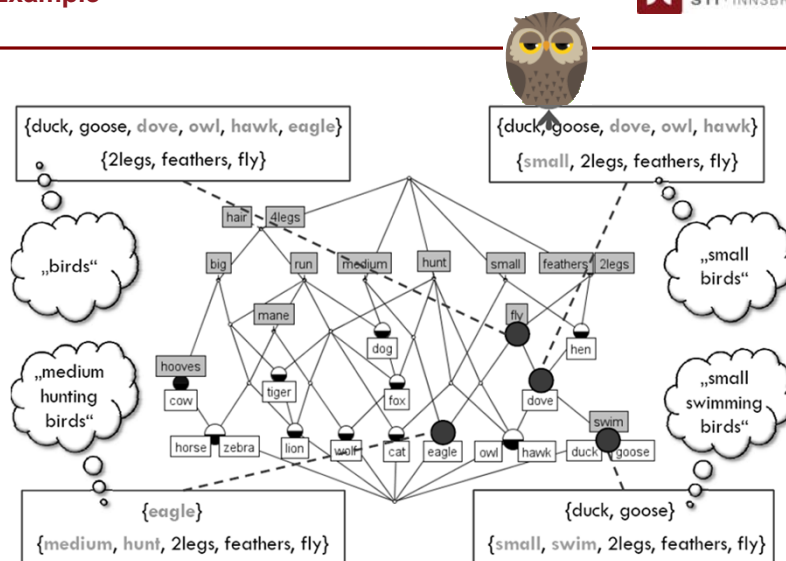 {duck, goose, dove, owl, hawk, eagle}
{2legs, feathers, fly}
{duck, goose, dove, owl, hawk}
{small, 2legs, feathers, fly}
hair 4legs
„birds“
big run medium hunt small feathers 2legs
„small
birds“
mane fly
dog hen
„medium
hunting
birds“
hooves
tiger
„small
swimming
birds“
cow fox dove
swim
horse zebra lion wolf cat eagle owl hawk duck goose
{eagle}
{medium, hunt, 2legs, feathers, fly}
{duck, goose}
{small, swim, 2legs, feathers, fly}